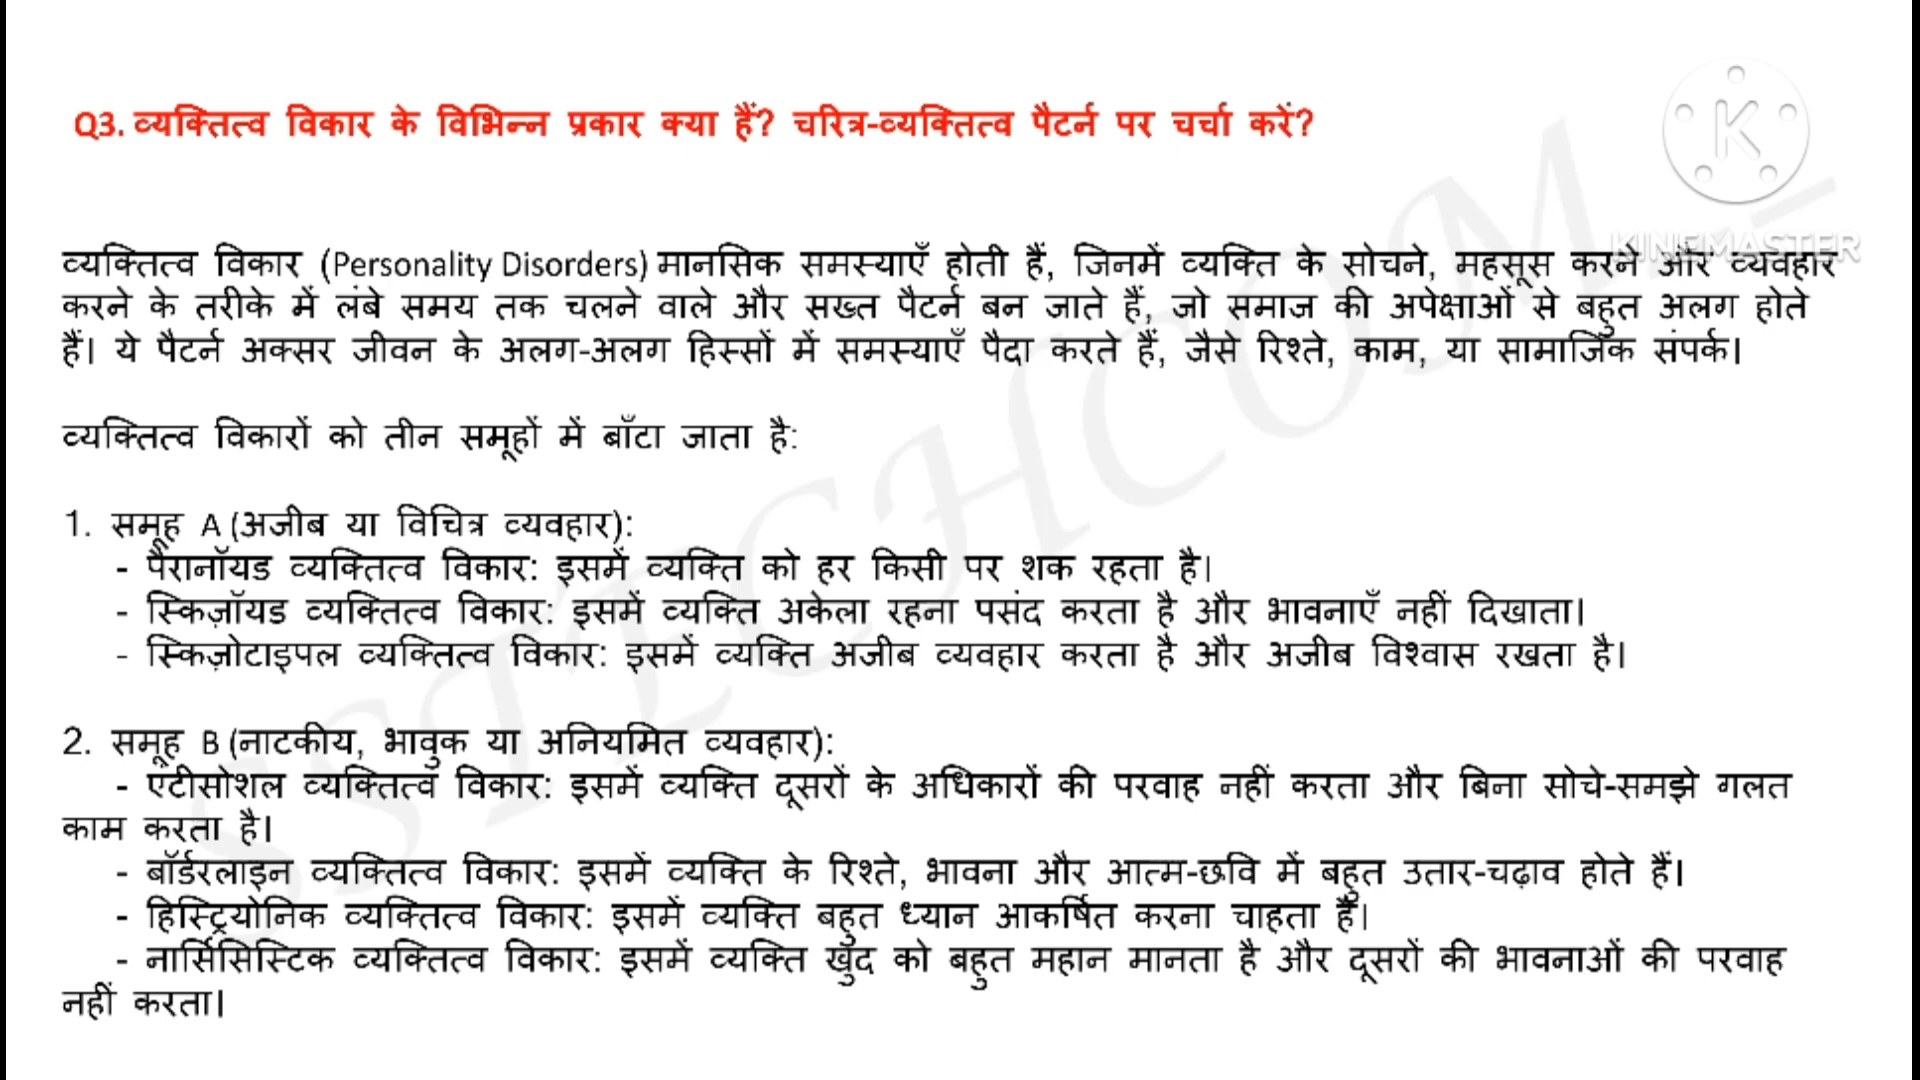 Q3. व्यक्तित्व विकार के विभिन्न प्रकार क्या हैं? चरित्र-व्यक्तित्व पैटर्न पर चर्चा करें?
KINEMASTER
व्यक्तित्व विकार (Personality Disorders) मानसिक समस्याएँ होती हैं, जिनमें व्यक्ति के सोचने, महसूस करने और व्यवहार
करने के तरीके में लंबे समय तक चलने वाले और सख्त पैटर्न बन जाते हैं, जो समाज की अपेक्षाओं से बहुत अलग होते
हैं। ये पैटर्न अक्सर जीवन के अलग-अलग हिस्सों में समस्याएँ पैदा करते हैं, जैसे रिश्ते, काम, या सामाजिक संपर्क।
व्यक्तित्व विकारों को तीन समूहों में बाँटा जाता है:
1. समूह A (अजीब या विचित्र व्यवहार):
- पैरानॉयड व्यक्तित्व विकार: इसमें व्यक्ति को हर किसी पर शक रहता है।
- स्किज़ॉयड व्यक्तित्व विकार: इसमें व्यक्ति अकेला रहना पसंद करता है और भावनाएँ नहीं दिखाता।
- स्किज़ोटाइपल व्यक्तित्व विकार: इसमें व्यक्ति अजीब व्यवहार करता है और अजीब विश्वास रखता है।
2. समूह B (नाटकीय, भावुक या अनियमित व्यवहार):
- एंटीसोशल व्यक्तित्व विकार: इसमें व्यक्ति दूसरों के अधिकारों की परवाह नहीं करता और बिना सोचे-समझे गलत
काम करता है।
- बॉर्डरलाइन व्यक्तित्व विकार: इसमें व्यक्ति के रिश्ते, भावना और आत्म-छवि में बहुत उतार-चढ़ाव होते हैं।
- हिस्ट्रियोनिक व्यक्तित्व विकार: इसमें व्यक्ति बहुत ध्यान आकर्षित करना चाहता है।
- नार्सिसिस्टिक व्यक्तित्व विकार: इसमें व्यक्ति खुद को बहुत महान मानता है और दूसरों की भावनाओं की परवाह
नहीं करता।